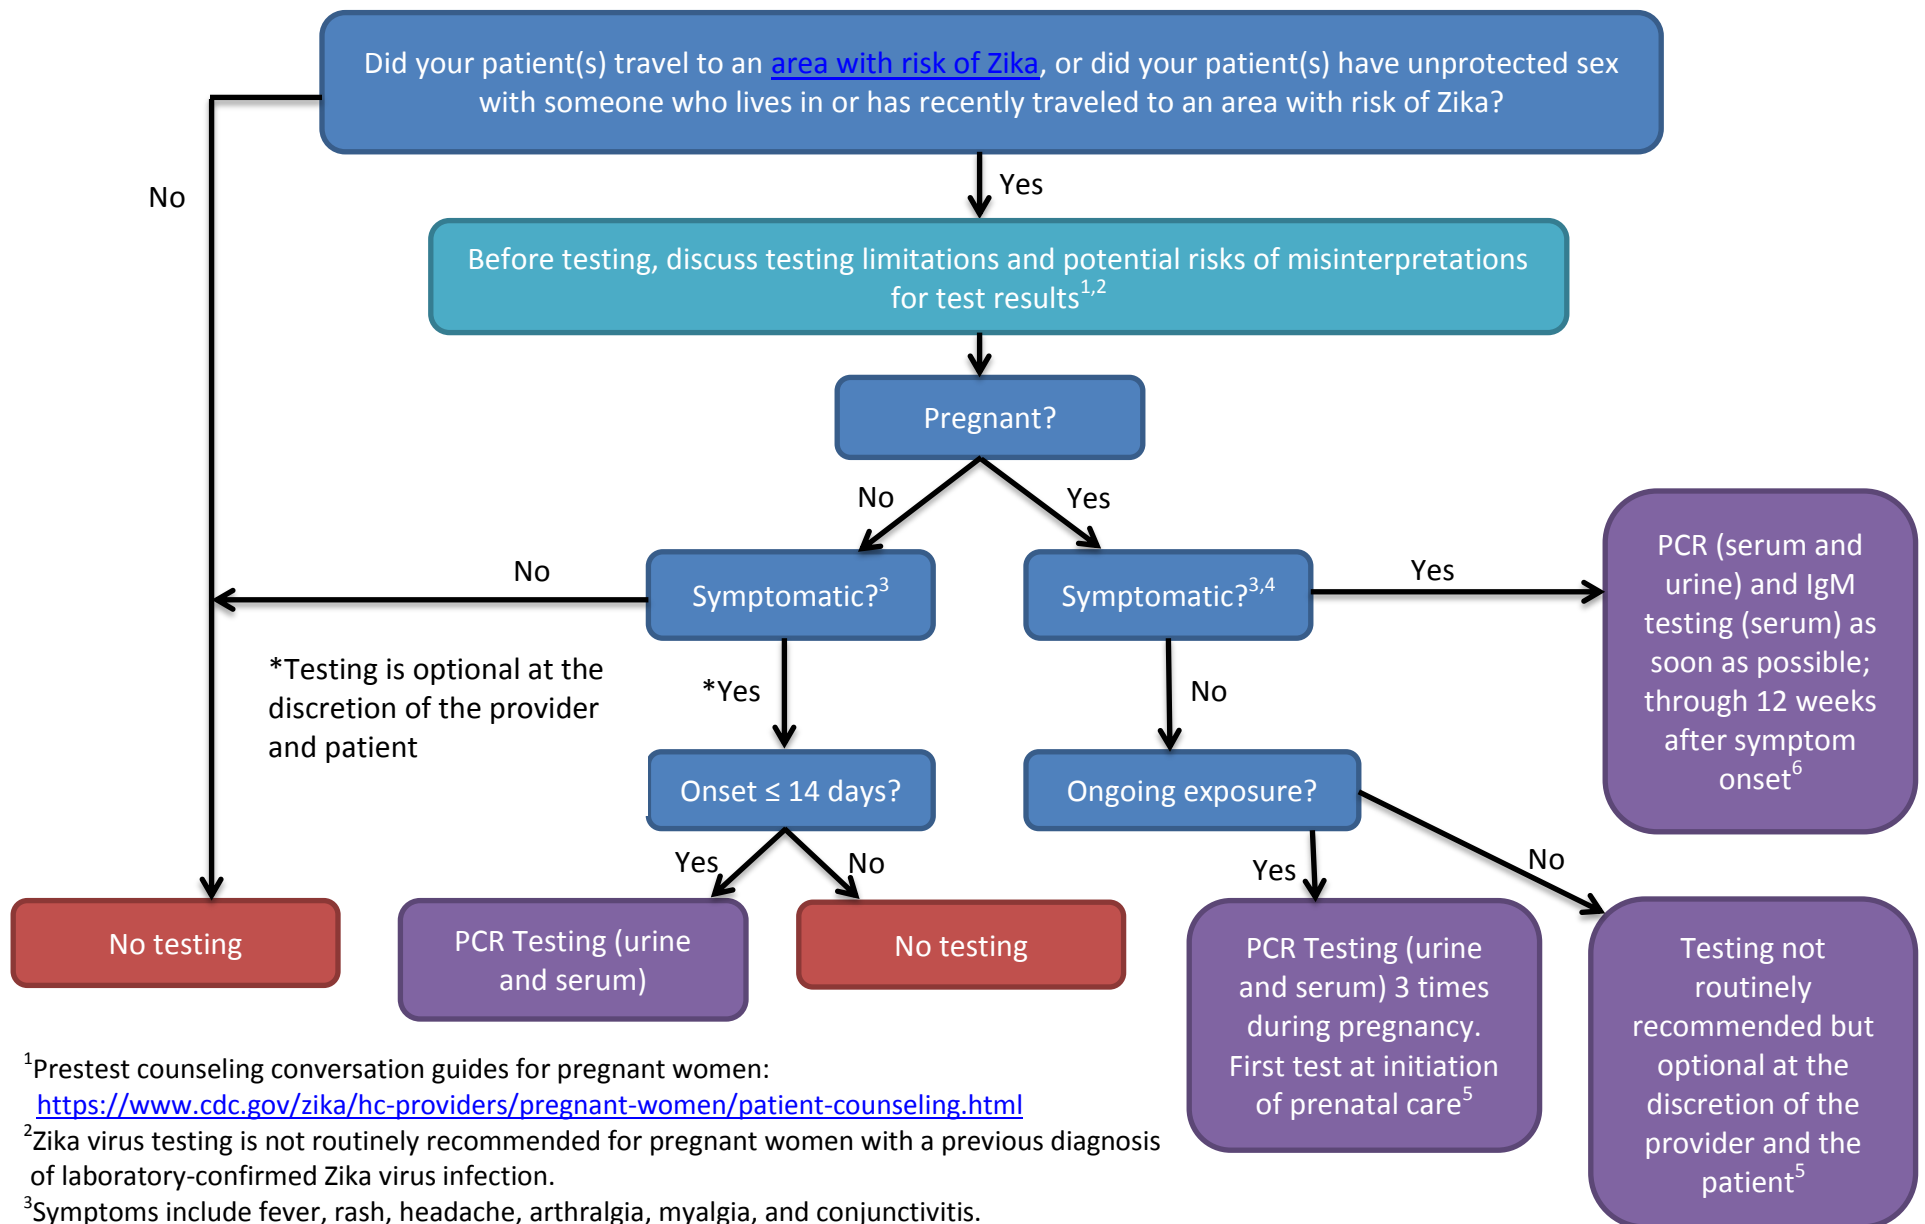 Did your patient(s) travel to an area with risk of Zika, or did your patient(s) have unprotected sex
with someone who lives in or has recently traveled to an area with risk of Zika?
No
Yes
Before testing, discuss testing limitations and potential risks of misinterpretations
for test results1,2
Pregnant?
No
Yes
No
Symptomatic?3
Symptomatic?3,4
Yes
PCR (serum and
urine) and IgM
testing (serum) as
soon as possible;
through 12 weeks
after symptom
onset6
*Testing is optional at the
discretion of the provider
and patient
*Yes
No
Onset ≤ 14 days?
Ongoing exposure?
Yes
No
Yes
No
No testing
PCR Testing (urine
and serum)
No testing
PCR Testing (urine
and serum) 3 times
during pregnancy.
First test at initiation
of prenatal care5
Testing not
routinely
recommended but
optional at the
discretion of the
provider and the
patient5
1Prestest counseling conversation guides for pregnant women:
https://www.cdc.gov/zika/hc-providers/pregnant-women/patient-counseling.html
2Zika virus testing is not routinely recommended for pregnant women with a previous diagnosis
of laboratory-confirmed Zika virus infection.
3Symptoms include fever, rash, headache, arthralgia, myalgia, and conjunctivitis.